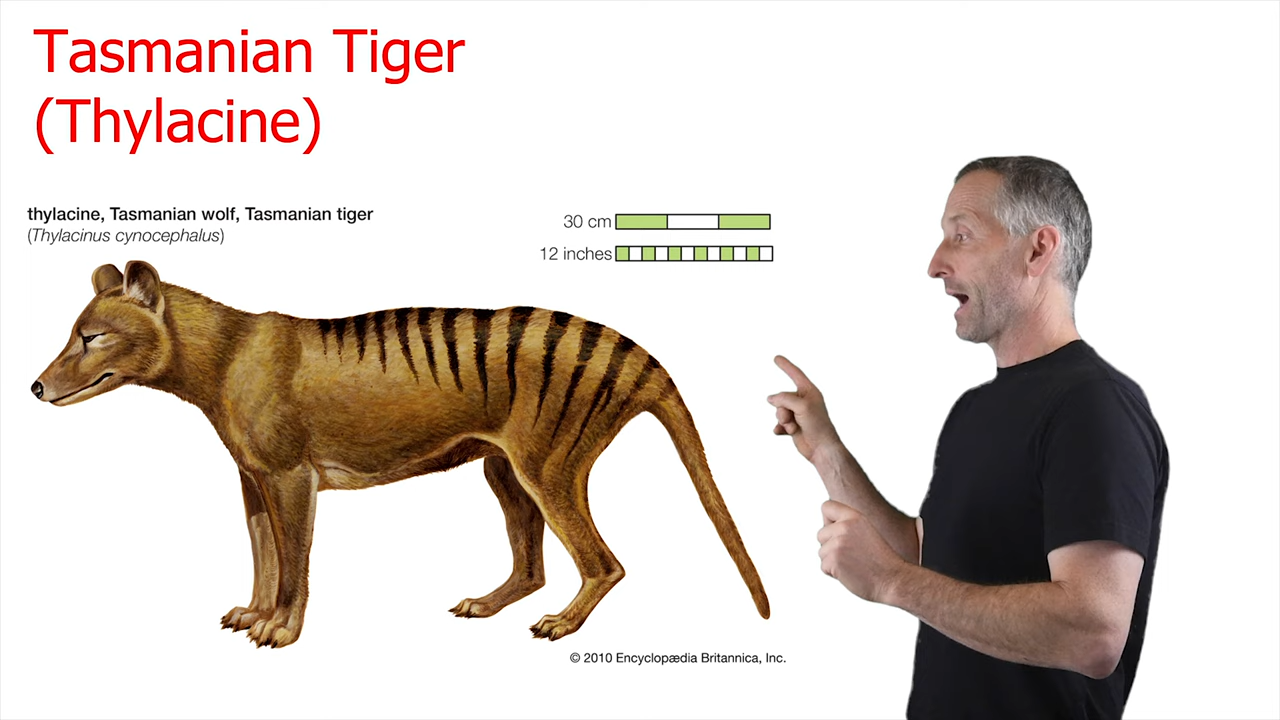 Tasmanian Tiger
(Thylacine)
thylacine, Tasmanian wolf, Tasmanian tiger
(Thylacinus cynocephalus)
30 cm
12 inches
© 2010 Encyclopædia Britannica, Inc.